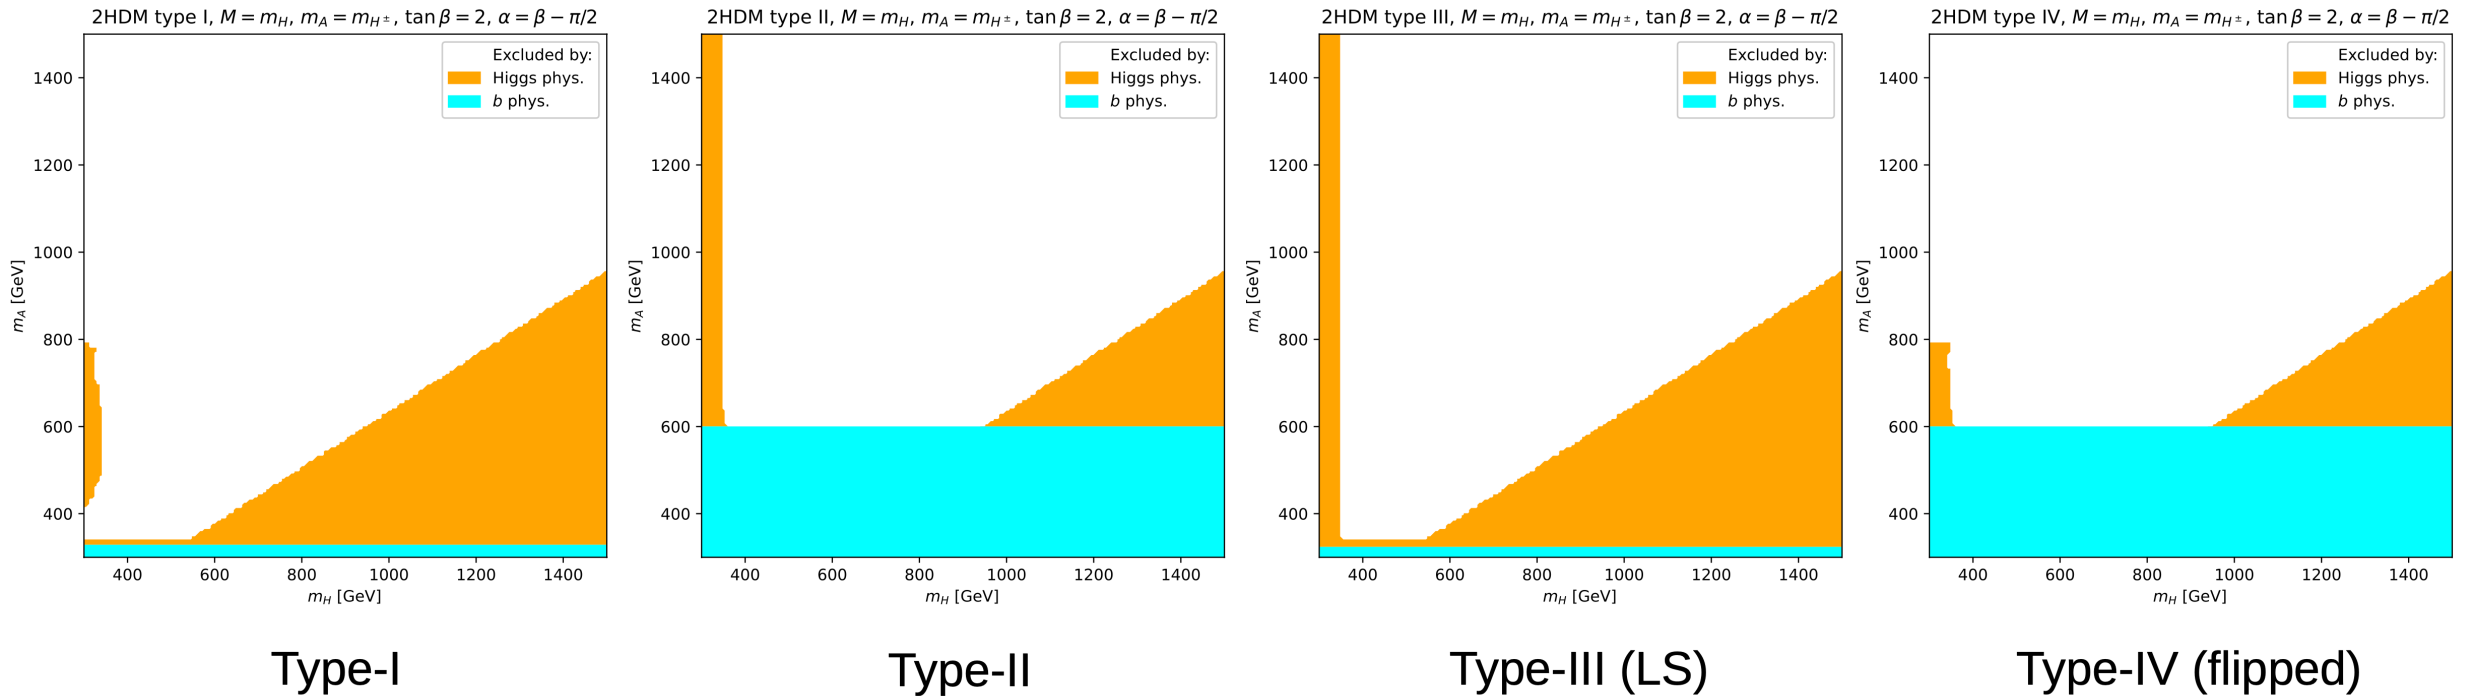 2HDM type I, M = m_H, m_A = m_{H^±}, tan β = 2, α = β − π/2
Excluded by:
Higgs phys.
b phys.
1400
1200
1000
800
600
400
m_A [GeV]
400 600 800 1000 1200 1400
m_H [GeV]
Type-I
2HDM type II, M = m_H, m_A = m_{H^±}, tan β = 2, α = β − π/2
Excluded by:
Higgs phys.
b phys.
1400
1200
1000
800
600
400
m_A [GeV]
400 600 800 1000 1200 1400
m_H [GeV]
Type-II
2HDM type III, M = m_H, m_A = m_{H^±}, tan β = 2, α = β − π/2
Excluded by:
Higgs phys.
b phys.
1400
1200
1000
800
600
400
m_A [GeV]
400 600 800 1000 1200 1400
m_H [GeV]
Type-III (LS)
2HDM type IV, M = m_H, m_A = m_{H^±}, tan β = 2, α = β − π/2
Excluded by:
Higgs phys.
b phys.
1400
1200
1000
800
600
400
m_A [GeV]
400 600 800 1000 1200 1400
m_H [GeV]
Type-IV (flipped)